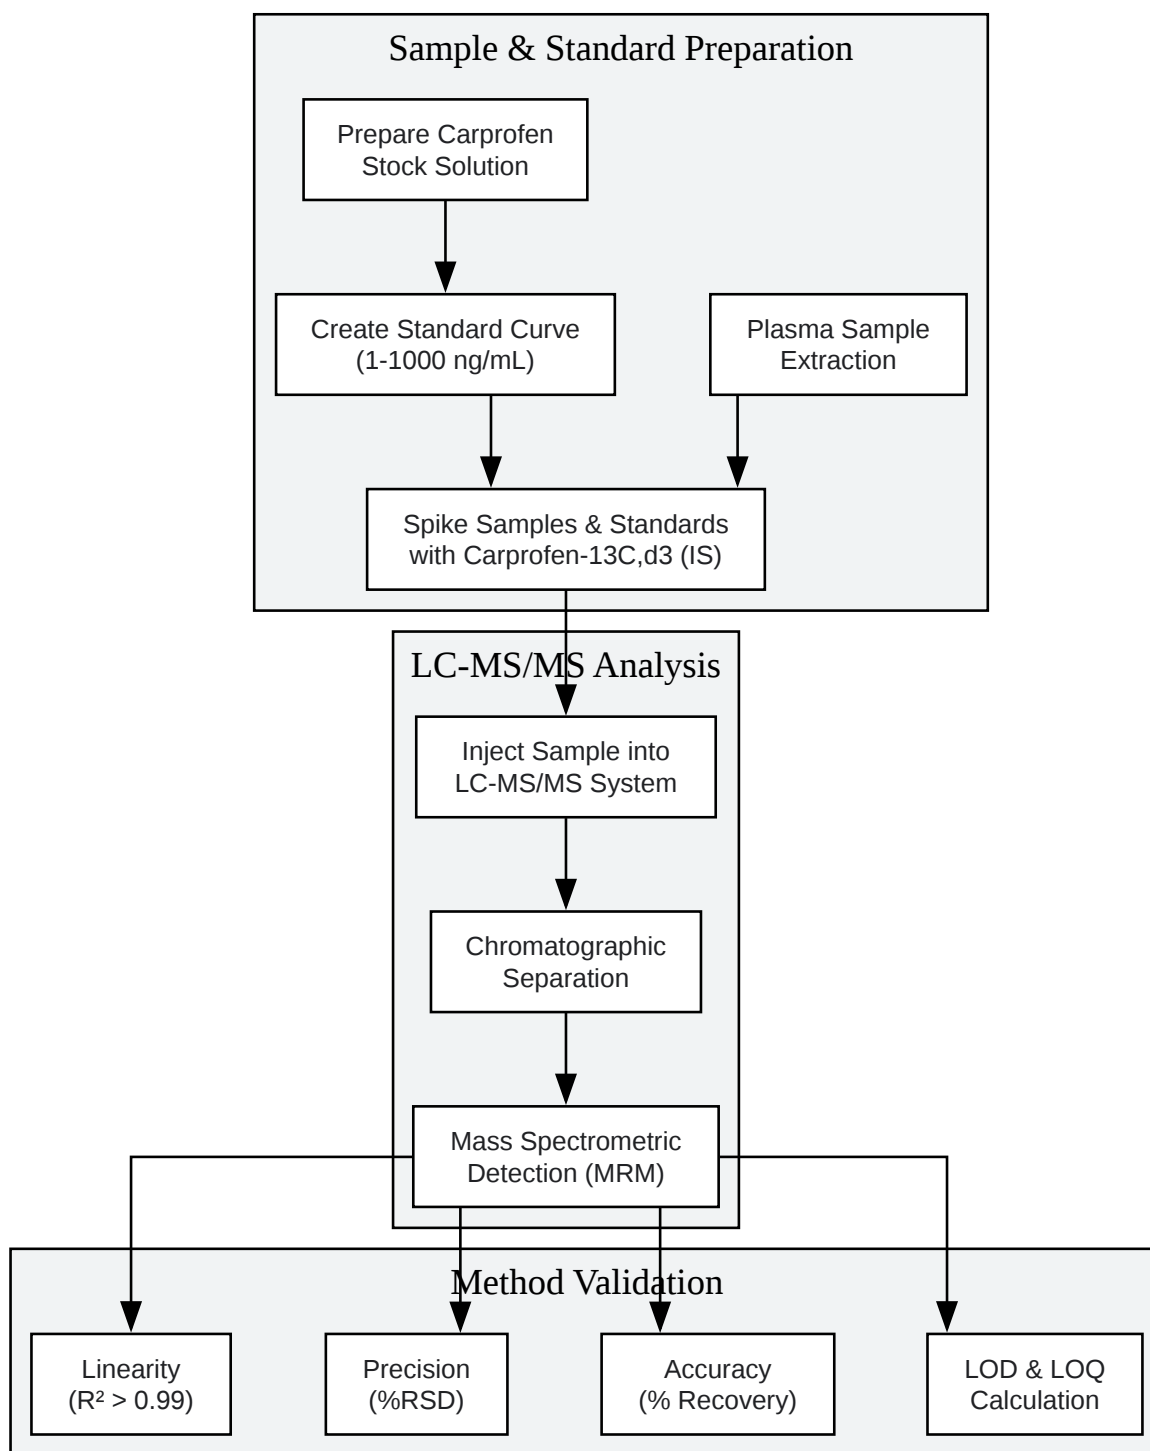 Sample & Standard Preparation
Prepare Carprofen
Stock Solution
Create Standard Curve
(1-1000 ng/mL)
Plasma Sample
Extraction
Spike Samples & Standards
with Carprofen-13C,d3 (IS)
LC-MS/MS Analysis
Inject Sample into
LC-MS/MS System
Chromatographic
Separation
Mass Spectrometric
Detection (MRM)
Method Validation
Linearity
(R² > 0.99)
Precision
(%RSD)
Accuracy
(% Recovery)
LOD & LOQ
Calculation